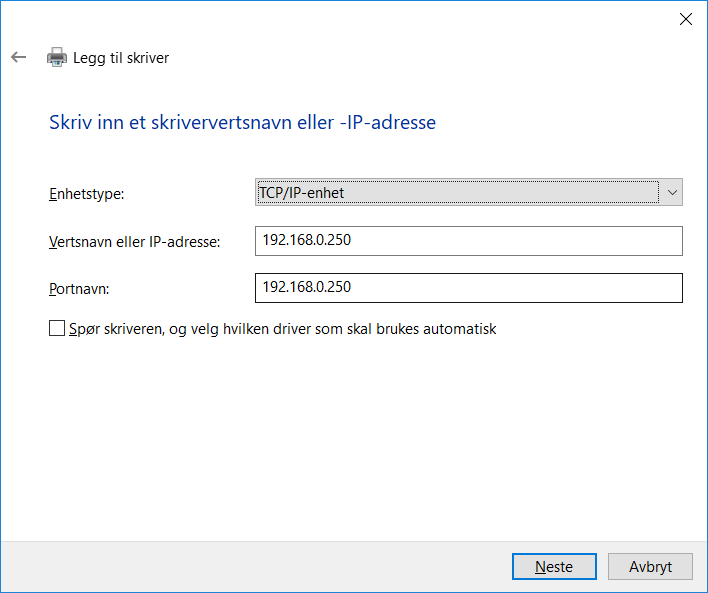 Legg til skriver
Skriv inn et skriververtsnavn eller -IP-adresse
Enhetstype: TCP/IP-enhet
Vertsnavn eller IP-adresse: 192.168.0.250
Portnavn: 192.168.0.250
Spør skriveren, og velg hvilken driver som skal brukes automatisk
Neste Avbryt